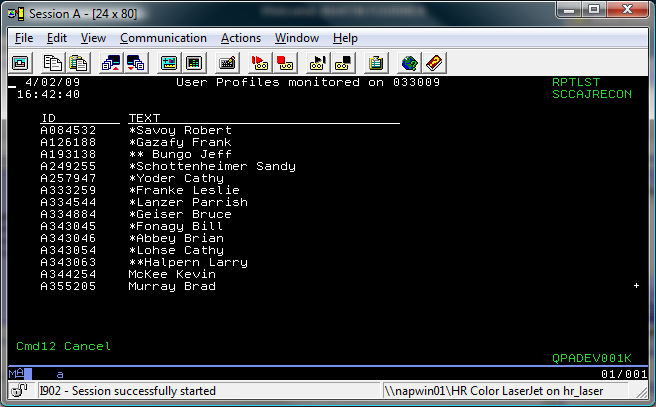 Session A - [24 x 80]
File Edit View Communication Actions Window Help
4/02/09 User Profiles monitored on 033009 RPTLST
16:42:40 SCCAJRECON
ID TEXT
A084532 *Savoy Robert
A126188 *Gazafy Frank
A193138 ** Bungo Jeff
A249255 *Schottenheimer Sandy
A257947 *Yoder Cathy
A333259 *Franke Leslie
A334544 *Lanzer Parrish
A334884 *Geiser Bruce
A343045 *Fonagy Bill
A343046 *Abbey Brian
A343054 *Lohse Cathy
A343063 **Halpern Larry
A344254 McKee Kevin
A355205 Murray Brad +
Cmd12 Cancel
QPADEV001K
MA a 01/001
I902 - Session successfully started \\napwin01\HR Color LaserJet on hr_laser